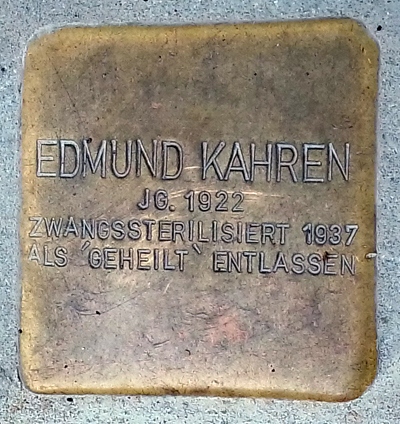 EDMUND KAHREN
JG. 1922
ZWANGSSTERILISIERT 1937
ALS ´GEHEILT` ENTLASSEN